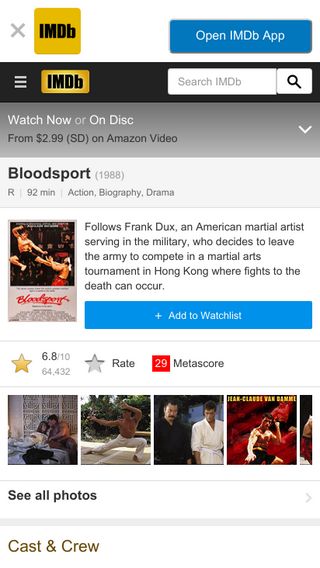 IMDb
Open IMDb App
IMDb
Search IMDb
Watch Now or On Disc
From $2.99 (SD) on Amazon Video
Bloodsport (1988)
R | 92 min | Action, Biography, Drama
Bloodsport
Follows Frank Dux, an American martial artist
serving in the military, who decides to leave
the army to compete in a martial arts
tournament in Hong Kong where fights to the
death can occur.
+ Add to Watchlist
6.8/10
64,432
Rate
29 Metascore
JEAN-CLAUDE VAN DAMME
See all photos
Cast & Crew